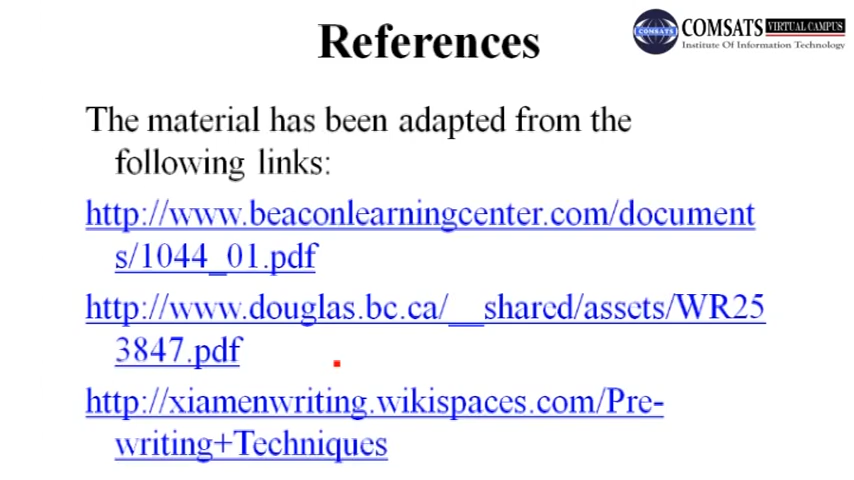 References
COMSATS VIRTUAL CAMPUS
Institute Of Information Technology
COMSATS
The material has been adapted from the
following links:
http://www.beaconlearningcenter.com/document
s/1044_01.pdf
http://www.douglas.bc.ca/__shared/assets/WR25
3847.pdf
http://xiamenwriting.wikispaces.com/Pre-
writing+Techniques